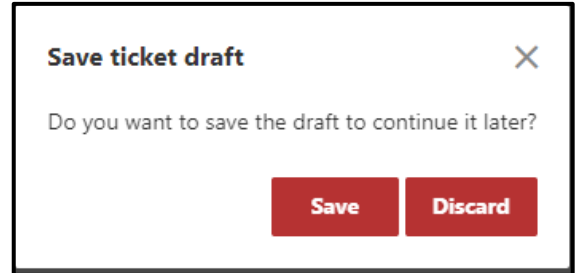 Save ticket draft
Do you want to save the draft to continue it later?
Save Discard